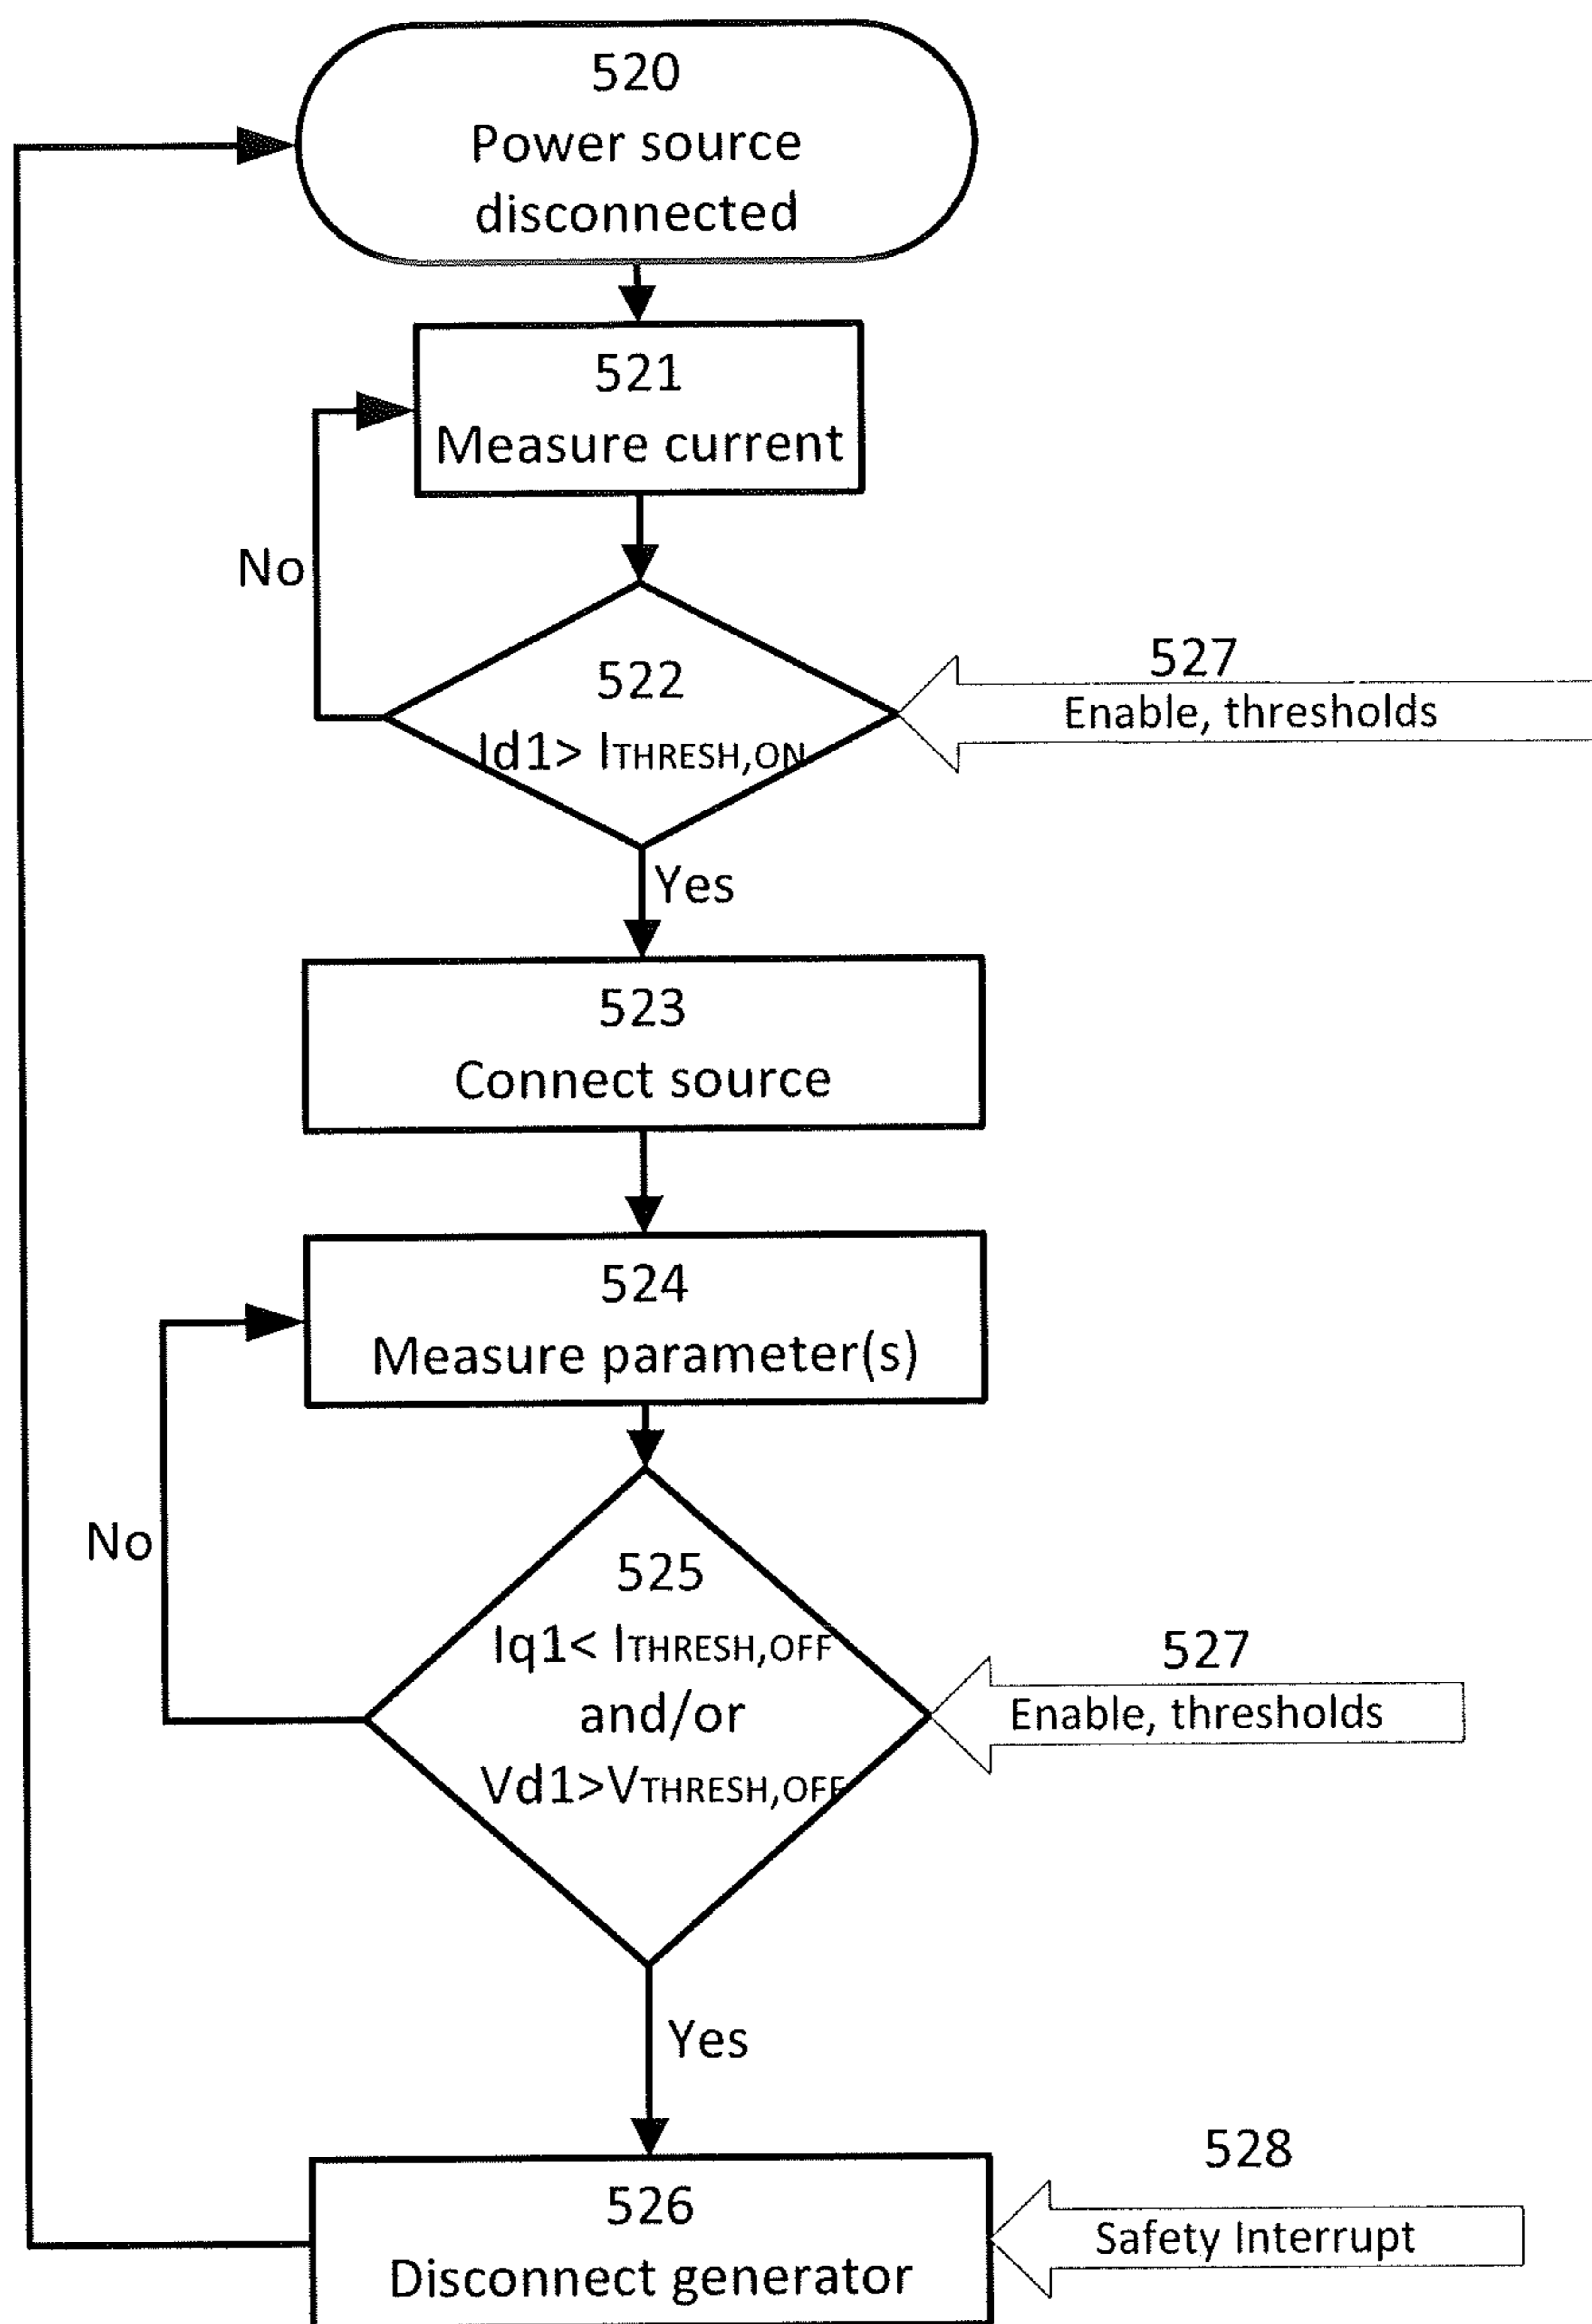 520
Power source
disconnected
521
Measure current
No
522
Id1> ITHRESH,ON
527
Enable, thresholds
Yes
523
Connect source
524
Measure parameter(s)
No
525
Iq1< ITHRESH,OFF
and/or
Vd1>VTHRESH,OFF
527
Enable, thresholds
Yes
526
Disconnect generator
528
Safety Interrupt